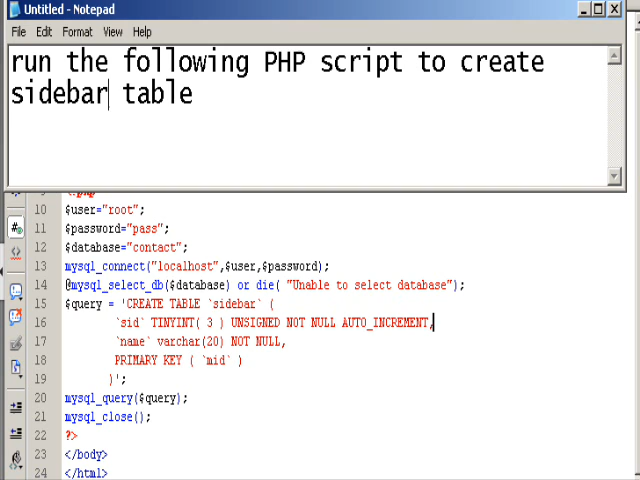 Untitled - Notepad
File Edit Format View Help
run the following PHP script to create
sidebar table
<?php
10 $user="root";
11 $password="pass";
12 $database="contact";
13 mysql_connect("localhost",$user,$password);
14 @mysql_select_db($database) or die( "Unable to select database");
15 $query = 'CREATE TABLE `sidebar` (
16 `sid` TINYINT( 3 ) UNSIGNED NOT NULL AUTO_INCREMENT,
17 `name` varchar(20) NOT NULL,
18 PRIMARY KEY ( `mid` )
19 )';
20 mysql_query($query);
21 mysql_close();
22 ?>
23 </body>
24 </html>